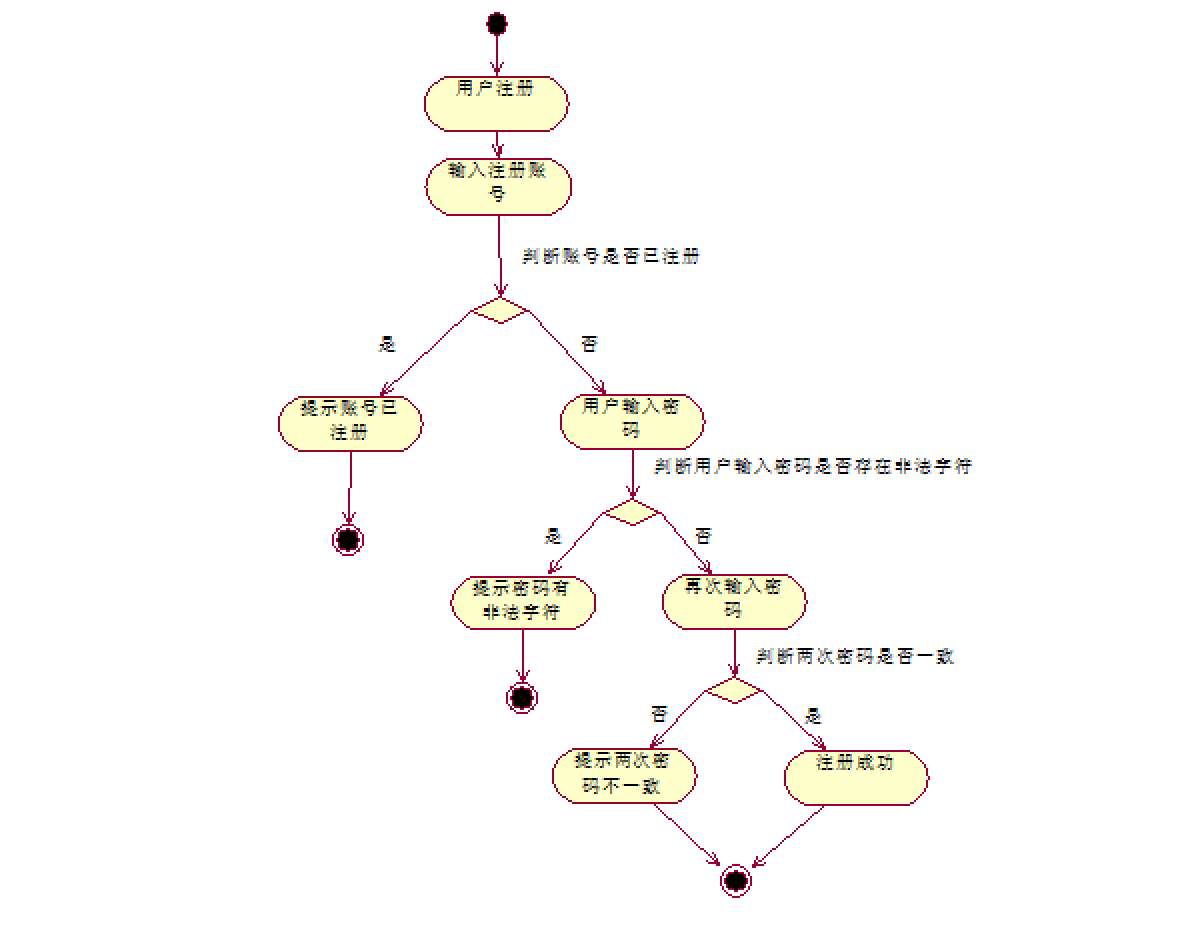 用户注册
输入注册账
号
判断账号是否已注册
是
否
提示账号已
注册
用户输入密
码
判断用户输入密码是否存在非法字符
是
否
提示密码有
非法字符
再次输入密
码
判断两次密码是否一致
否
是
提示两次密
码不一致
注册成功